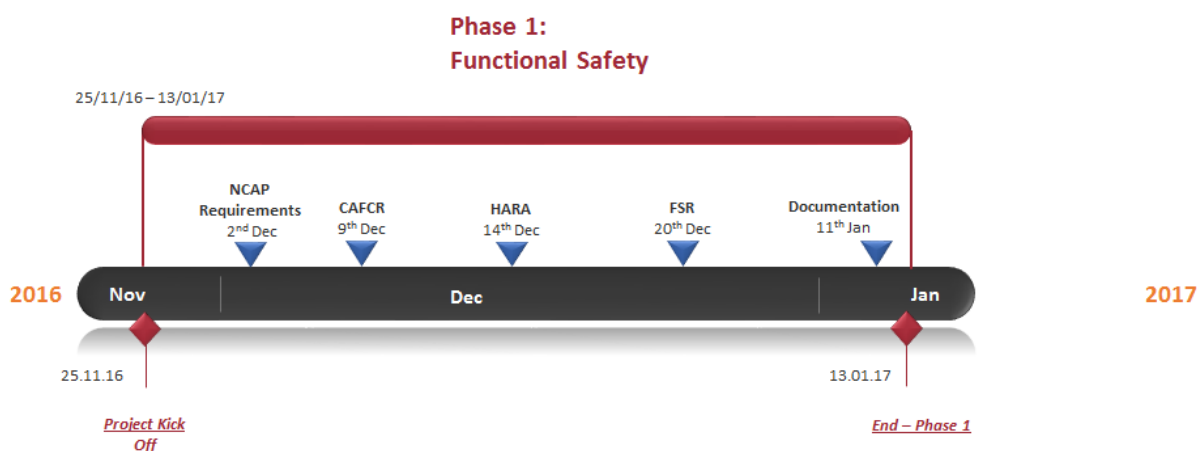 Phase 1:
Functional Safety
25/11/16 – 13/01/17
NCAP
Requirements
2nd Dec
CAFCR
9th Dec
HARA
14th Dec
FSR
20th Dec
Documentation
11th Jan
2016
Nov
Dec
Jan
2017
25.11.16
13.01.17
Project Kick
Off
End – Phase 1